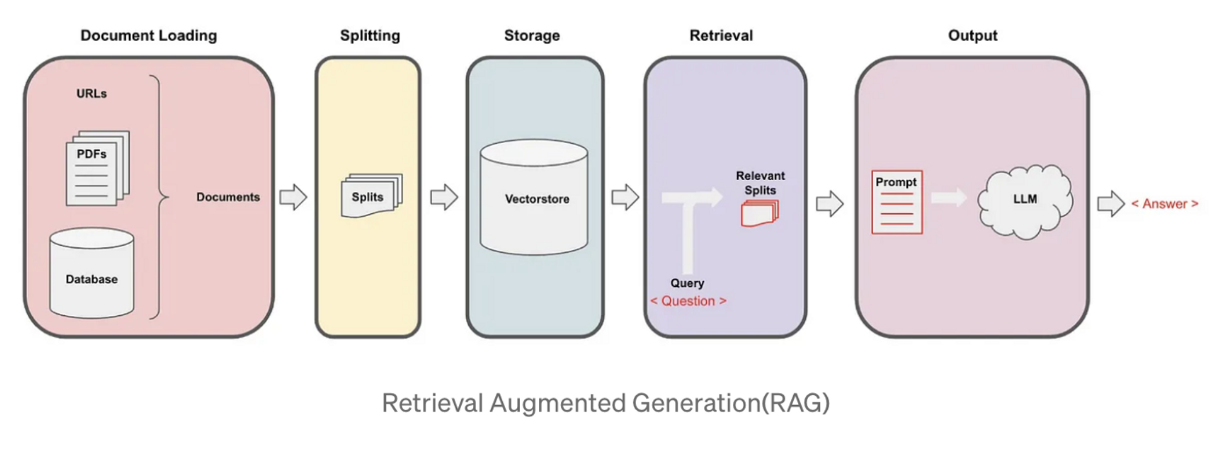 Document Loading
Splitting
Storage
Retrieval
Output
URLs
PDFs
Documents
Database
Splits
Vectorstore
Relevant
Splits
Query
< Question >
Prompt
LLM
< Answer >
Retrieval Augmented Generation(RAG)